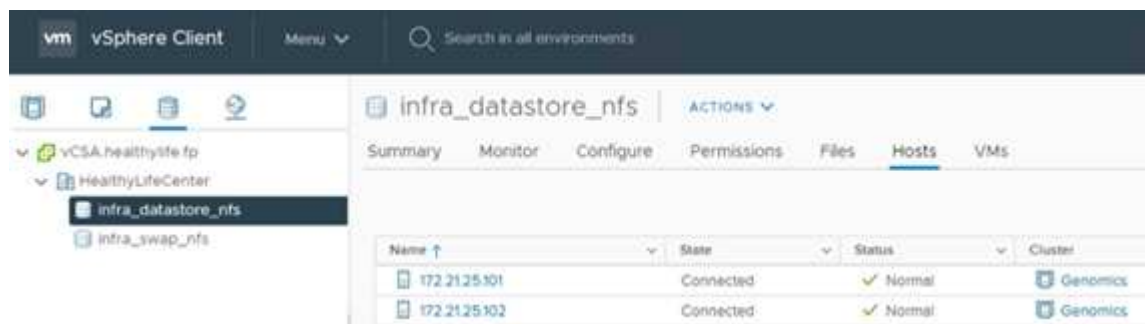 vm vSphere Client Menu Search in all environments
infra_datastore_nfs ACTIONS
vCSA.healthylife.fp
Summary Monitor Configure Permissions Files Hosts VMs
HealthyLifeCenter
infra_datastore_nfs
infra_swap_nfs
Name State Status Cluster
172.21.25.101 Connected Normal Genomics
172.21.25.102 Connected Normal Genomics